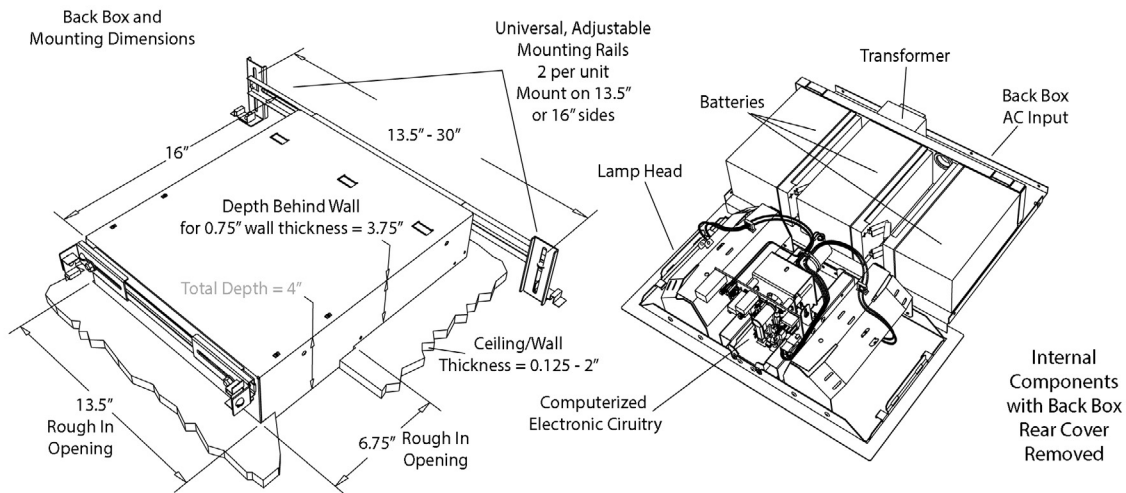 Back Box and
Mounting Dimensions
Universal, Adjustable
Mounting Rails
2 per unit
Mount on 13.5”
or 16” sides
13.5” - 30”
16”
Depth Behind Wall
for 0.75” wall thickness = 3.75”
Total Depth = 4”
Ceiling/Wall
Thickness = 0.125 - 2”
13.5”
Rough In
Opening
6.75” Rough In
Opening
Transformer
Batteries
Back Box
AC Input
Lamp Head
Computerized
Electronic Ciruitry
Internal
Components
with Back Box
Rear Cover
Removed